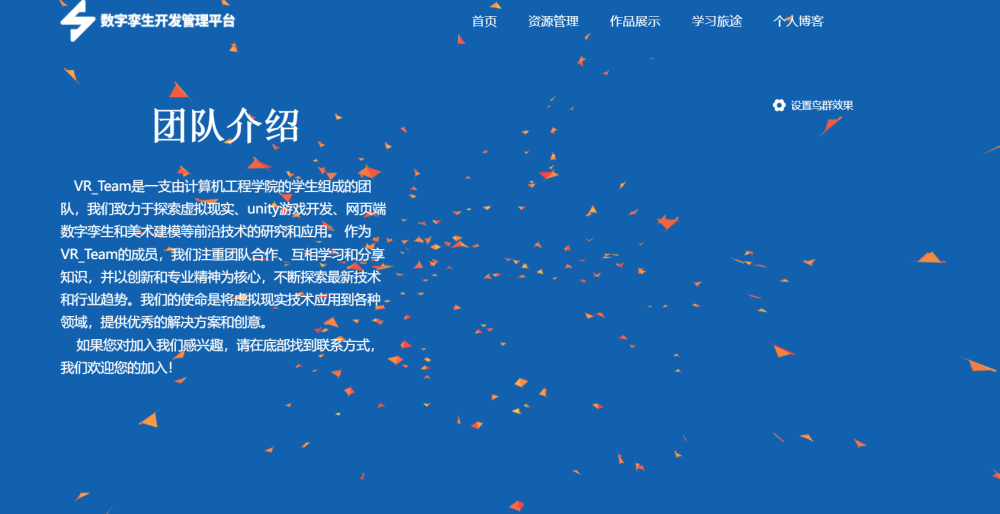 数字孪生开发管理平台
首页 资源管理 作品展示 学习旅途 个人博客
设置鸟群效果
团队介绍
VR_Team是一支由计算机工程学院的学生组成的团
队，我们致力于探索虚拟现实、unity游戏开发、网页端
数字孪生和美术建模等前沿技术的研究和应用。 作为
VR_Team的成员，我们注重团队合作、互相学习和分享
知识，并以创新和专业精神为核心，不断探索最新技术
和行业趋势。我们的使命是将虚拟现实技术应用到各种
领域，提供优秀的解决方案和创意。
如果您对加入我们感兴趣，请在底部找到联系方式，
我们欢迎您的加入！